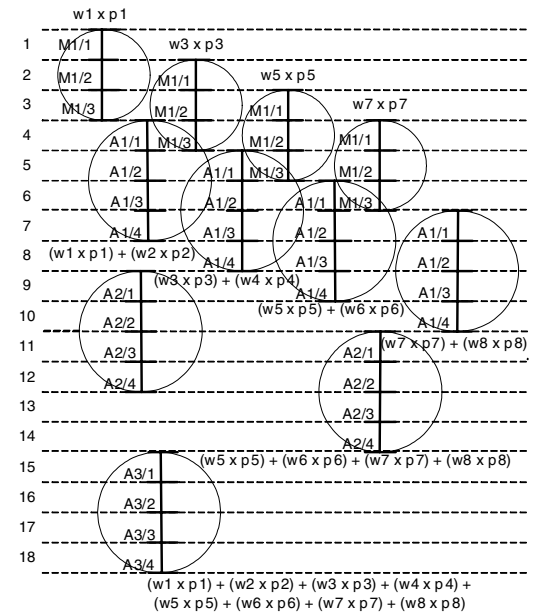 w1 x p1
1
M1/1
w3 x p3
2
M1/2
M1/1
w5 x p5
3
M1/3
M1/2
M1/1
w7 x p7
4
A1/1
M1/3
M1/2
M1/1
5
A1/2
A1/1
M1/3
M1/2
6
A1/3
A1/2
A1/1
M1/3
7
A1/4
A1/3
A1/2
A1/1
(w1 x p1) + (w2 x p2)
8
A1/4
A1/3
A1/2
(w3 x p3) + (w4 x p4)
9
A2/1
A1/4
A1/3
(w5 x p5) + (w6 x p6)
10
A2/2
A1/4
(w7 x p7) + (w8 x p8)
11
A2/3
A2/1
12
A2/4
A2/2
13
A2/3
14
A2/4
(w5 x p5) + (w6 x p6) + (w7 x p7) + (w8 x p8)
15
A3/1
16
A3/2
17
A3/3
18
A3/4
(w1 x p1) + (w2 x p2) + (w3 x p3) + (w4 x p4) +
(w5 x p5) + (w6 x p6) + (w7 x p7) + (w8 x p8)